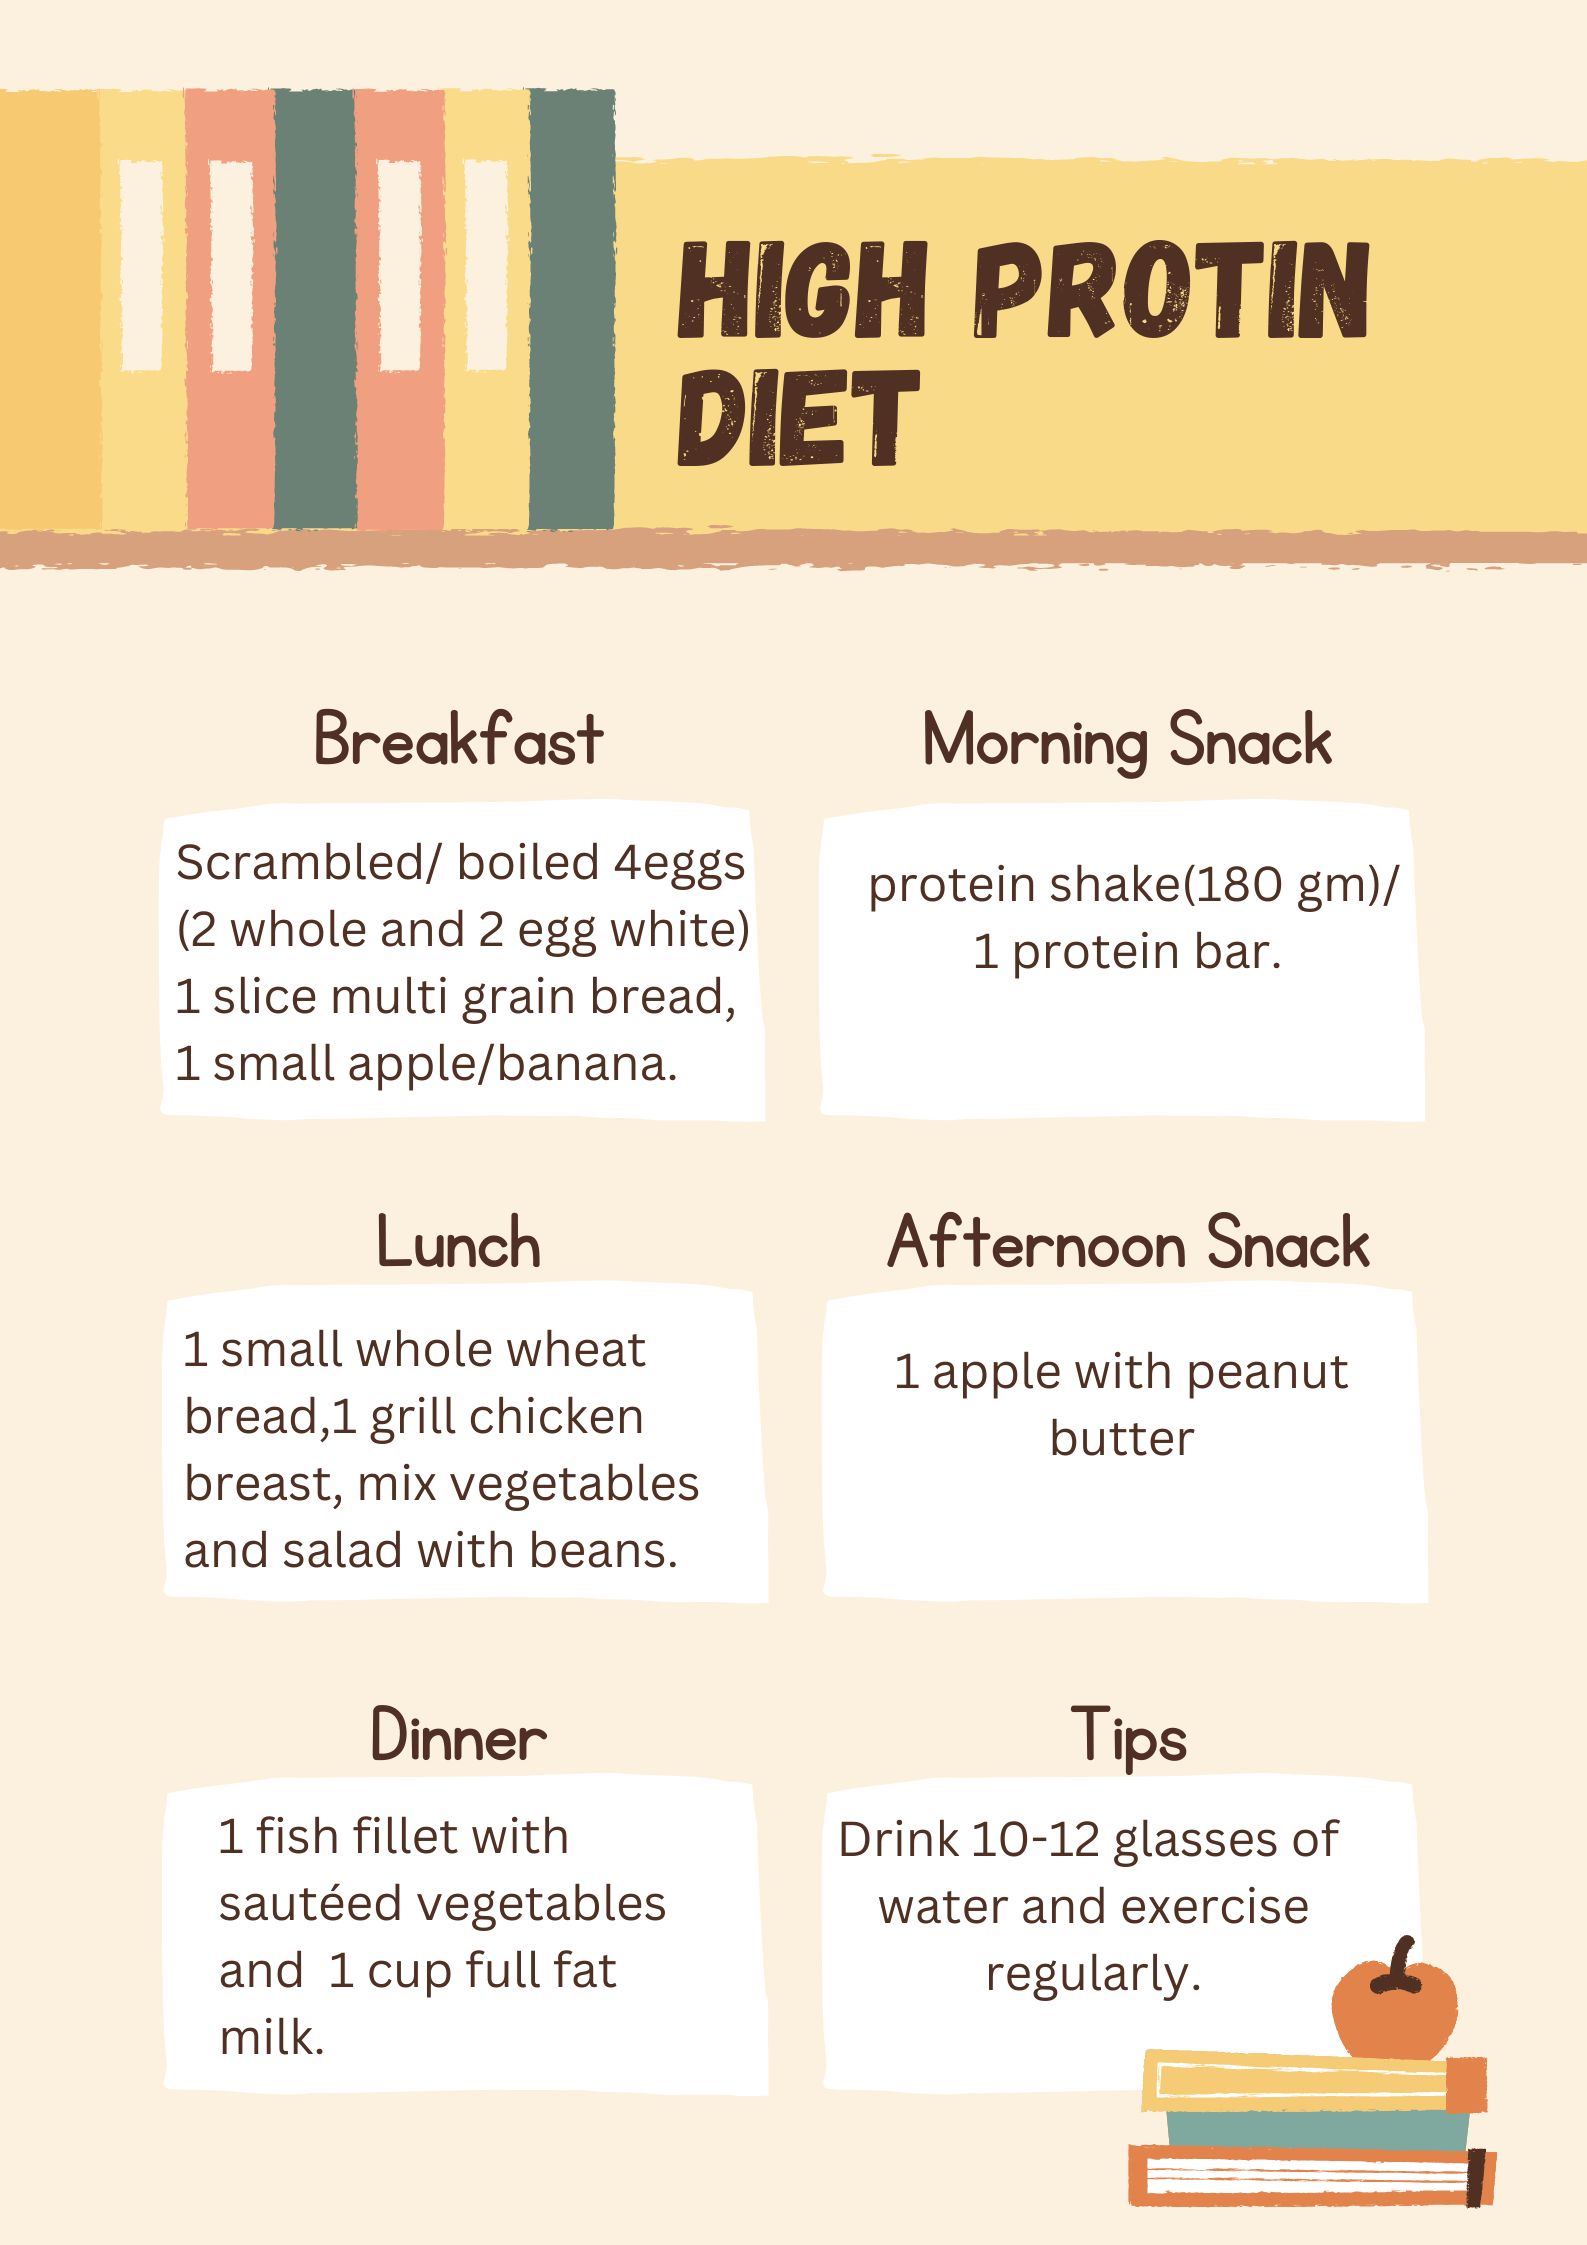 HIGH PROTIN
DIET
Breakfast
Scrambled/ boiled 4eggs
(2 whole and 2 egg white)
1 slice multi grain bread,
1 small apple/banana.
Morning Snack
protein shake(180 gm)/
1 protein bar.
Lunch
1 small whole wheat
bread,1 grill chicken
breast, mix vegetables
and salad with beans.
Afternoon Snack
1 apple with peanut
butter
Dinner
1 fish fillet with
sautéed vegetables
and  1 cup full fat
milk.
Tips
Drink 10-12 glasses of
water and exercise
regularly.